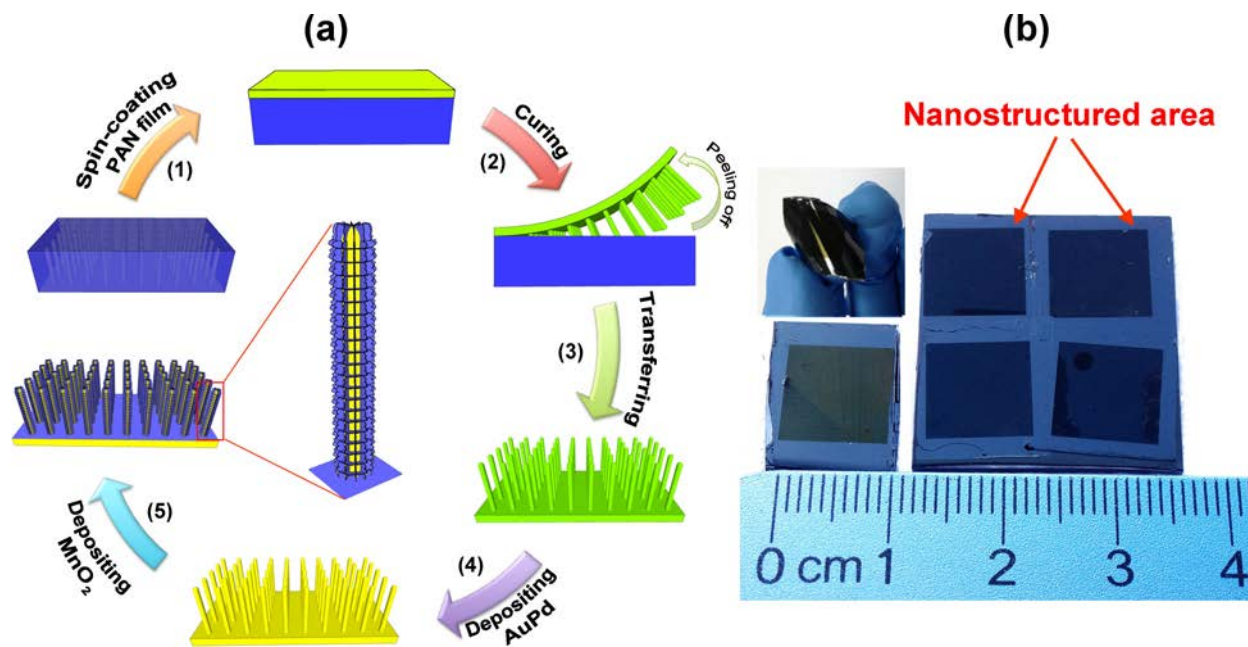 (a)
Spin-coating
PAN film
(1)
Curing
(2)
Peeling off
Transferring
(3)
(4)
Depositing
AuPd
(5)
Depositing
MnO₂
(b)
Nanostructured area
0 cm 1 2 3 4